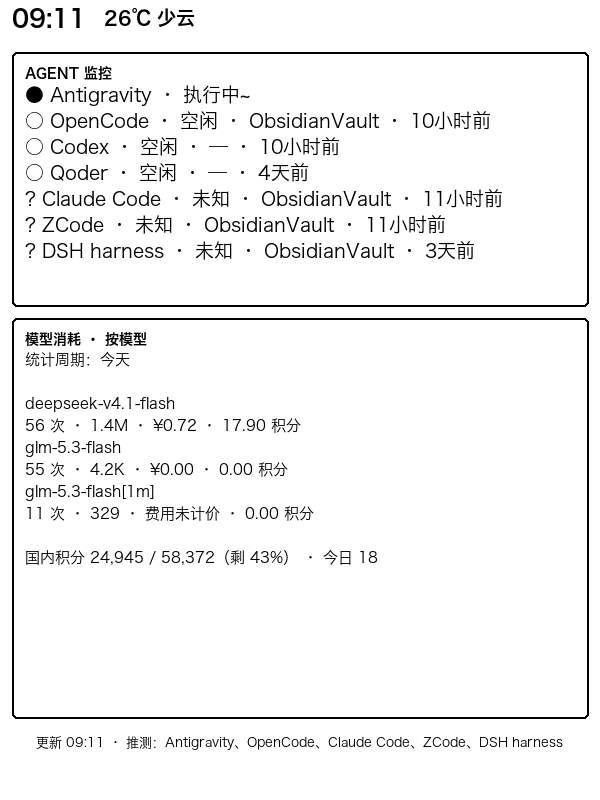 09:11 26℃ 少云
AGENT 监控
● Antigravity · 执行中~
○ OpenCode · 空闲 · ObsidianVault · 10小时前
○ Codex · 空闲 · — · 10小时前
○ Qoder · 空闲 · — · 4天前
? Claude Code · 未知 · ObsidianVault · 11小时前
? ZCode · 未知 · ObsidianVault · 11小时前
? DSH harness · 未知 · ObsidianVault · 3天前
模型消耗 · 按模型
统计周期：今天
deepseek-v4.1-flash
56 次 · 1.4M · ¥0.72 · 17.90 积分
glm-5.3-flash
55 次 · 4.2K · ¥0.00 · 0.00 积分
glm-5.3-flash[1m]
11 次 · 329 · 费用未计价 · 0.00 积分
国内积分 24,945 / 58,372（剩 43%） · 今日 18
更新 09:11 · 推测：Antigravity、OpenCode、Claude Code、ZCode、DSH harness